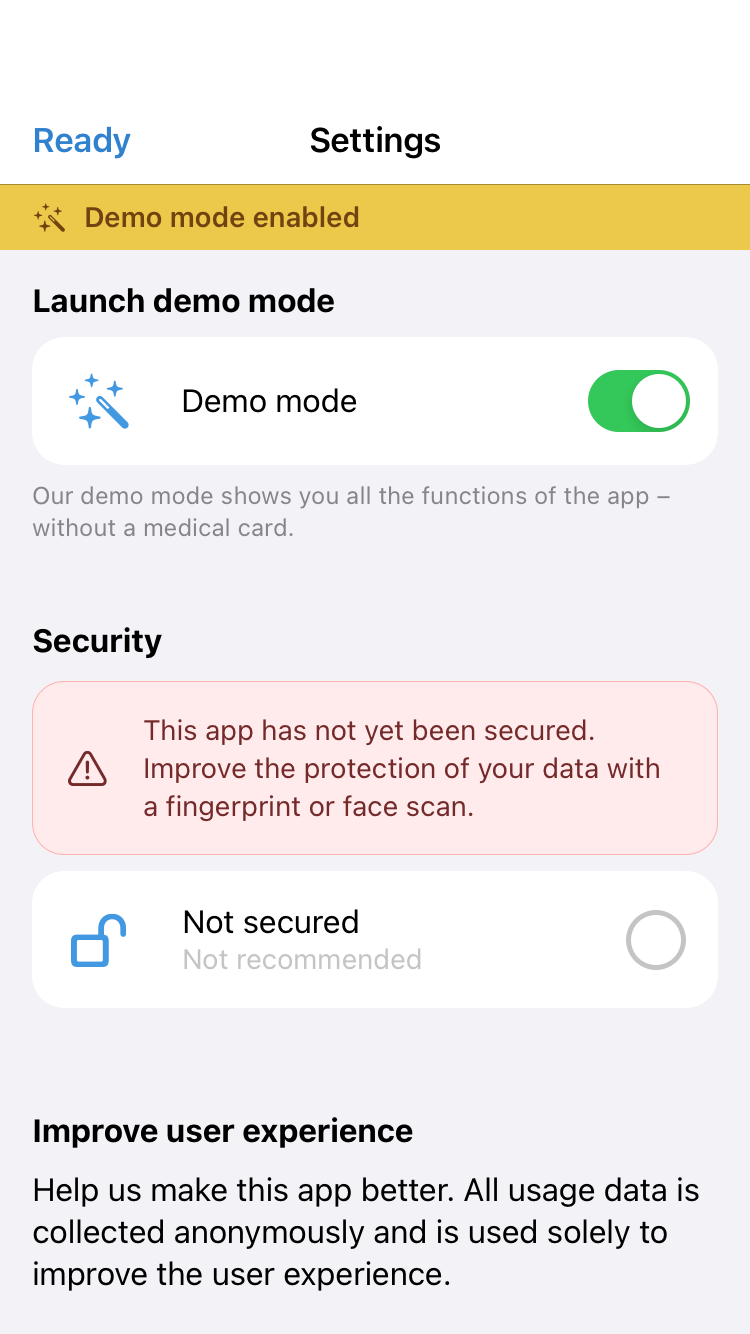 Ready
Settings
Demo mode enabled
Launch demo mode
Demo mode
Our demo mode shows you all the functions of the app –
without a medical card.
Security
This app has not yet been secured.
Improve the protection of your data with
a fingerprint or face scan.
Not secured
Not recommended
Improve user experience
Help us make this app better. All usage data is
collected anonymously and is used solely to
improve the user experience.